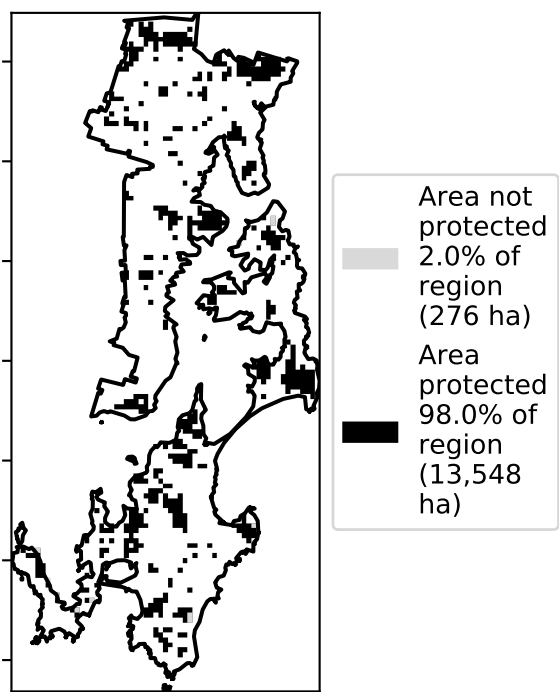 Area not
protected
2.0% of
region
(276 ha)
Area
protected
98.0% of
region
(13,548
ha)